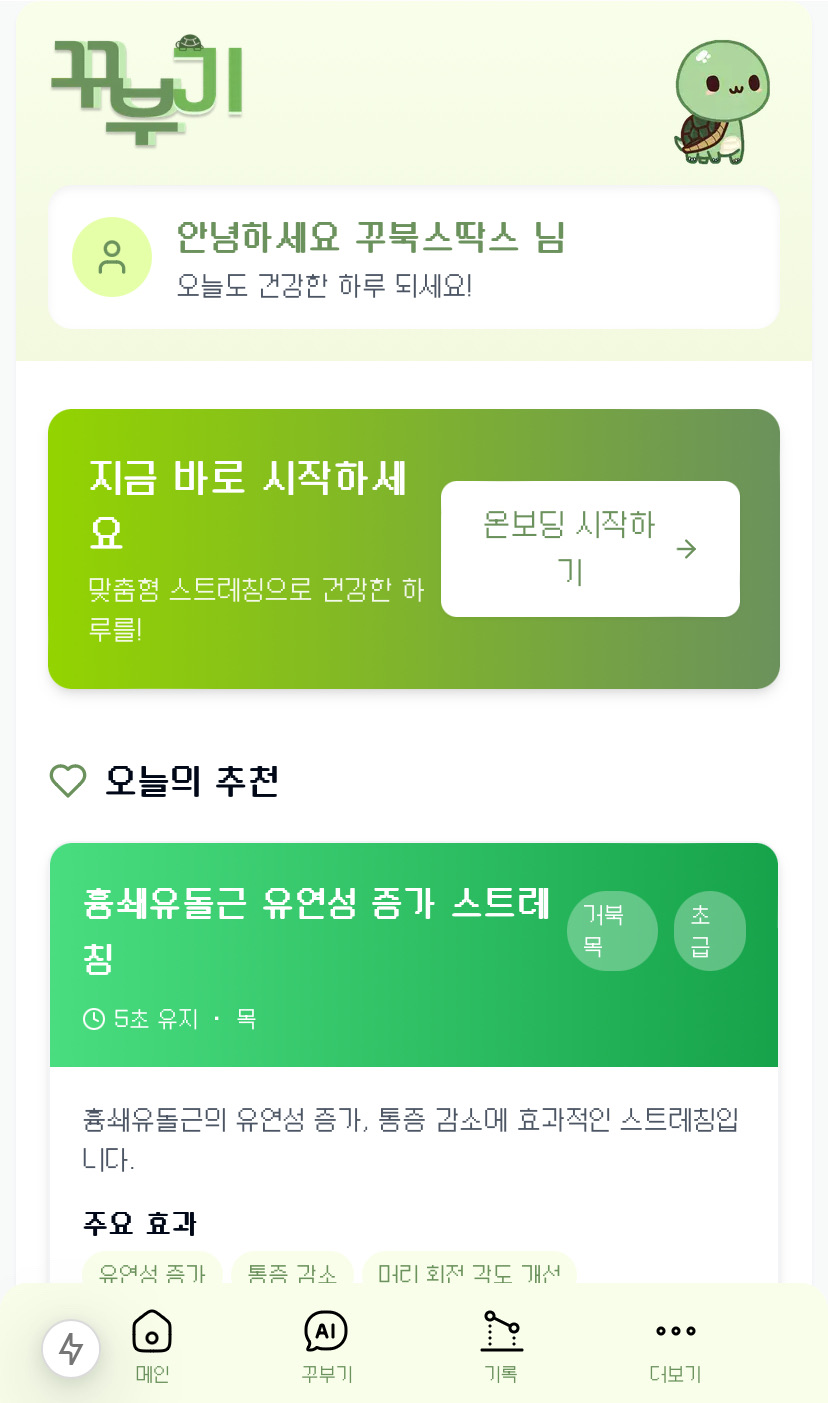 꾸부기
안녕하세요 꾸북스딱스 님
오늘도 건강한 하루 되세요!
지금 바로 시작하세
요
맞춤형 스트레칭으로 건강한 하
루를!
온보딩 시작하
기
오늘의 추천
흉쇄유돌근 유연성 증가 스트레
칭
거북
목
초
급
5초 유지 · 목
흉쇄유돌근의 유연성 증가, 통증 감소에 효과적인 스트레칭입
니다.
주요 효과
유연성 증가
통증 감소
머리 회전 각도 개선
AI
메인
꾸부기
기록
더보기